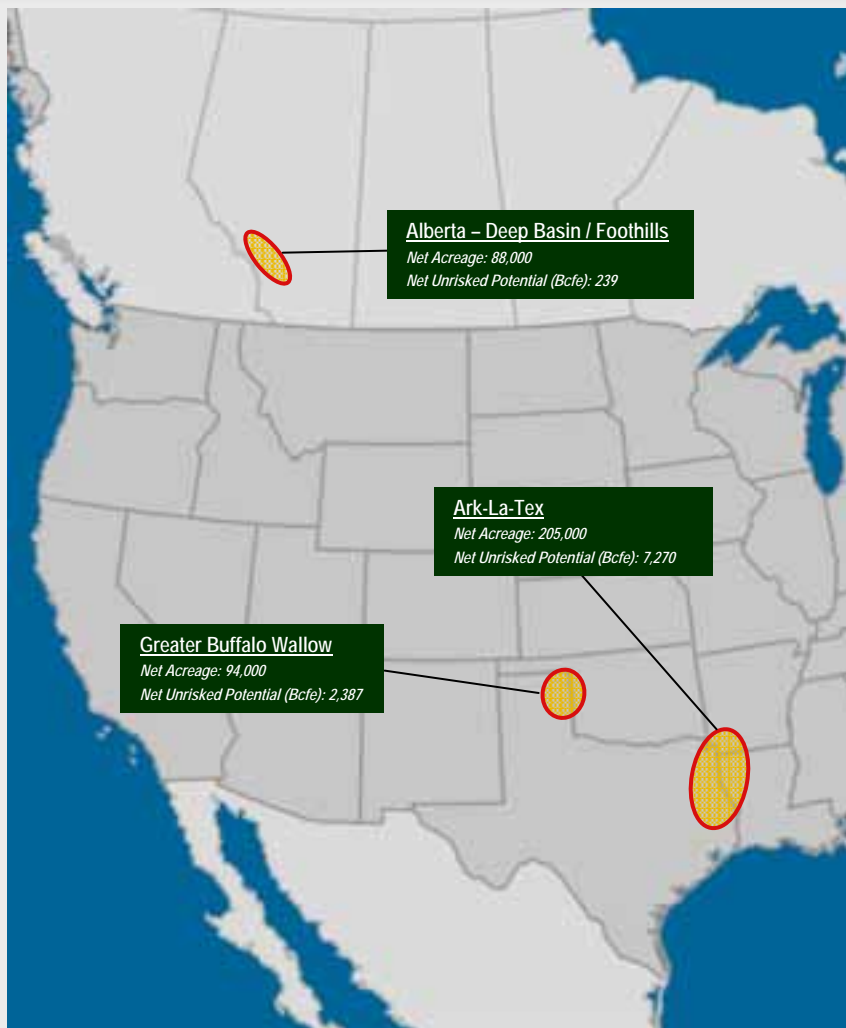 Alberta – Deep Basin / Foothills
Net Acreage: 88,000
Net Unrisked Potential (Bcfe): 239
Ark-La-Tex
Net Acreage: 205,000
Net Unrisked Potential (Bcfe): 7,270
Greater Buffalo Wallow
Net Acreage: 94,000
Net Unrisked Potential (Bcfe): 2,387